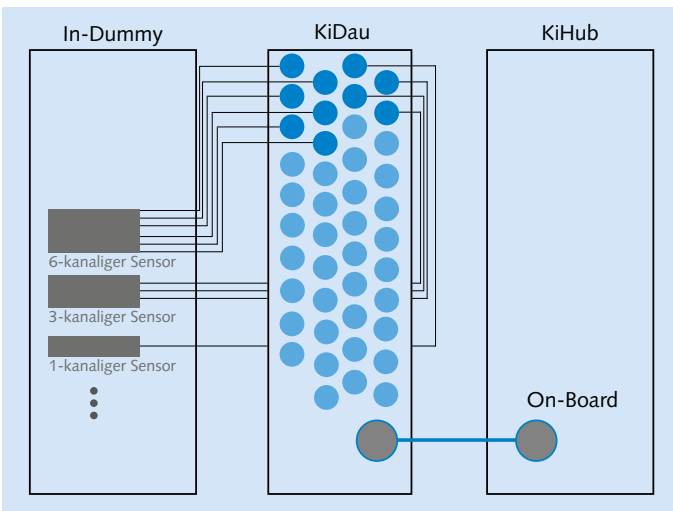 In-Dummy
KiDau
KiHub
6-kanaliger Sensor
3-kanaliger Sensor
1-kanaliger Sensor
On-Board